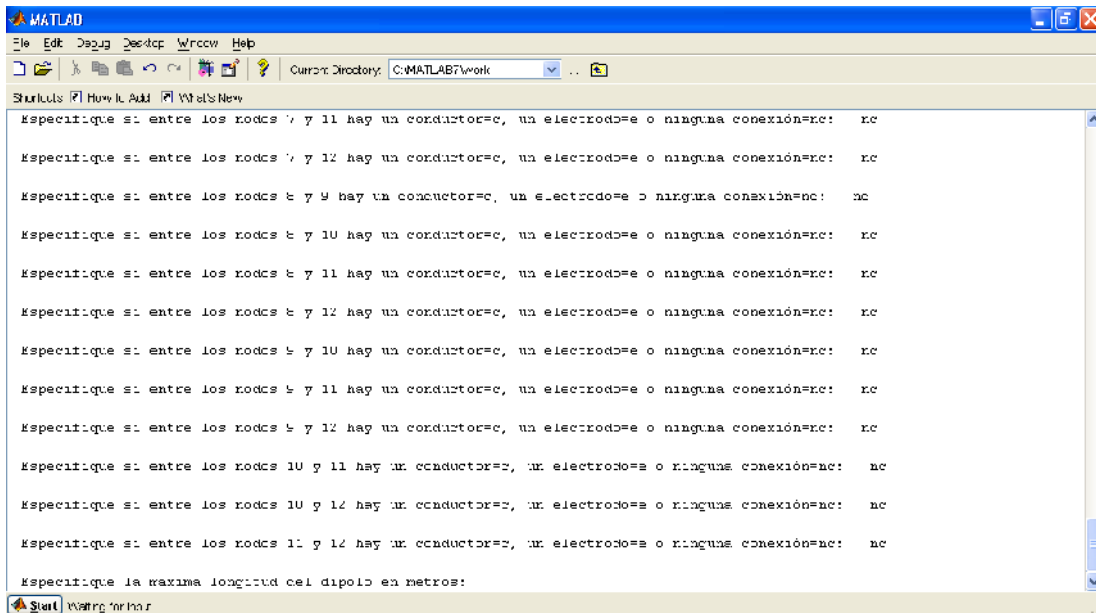 MATLAB
File Edit Debug Desktop Window Help
Current Directory: C:\MATLAB7\work
Shortcuts How to Add What's New
Especifique si entre los nodos 7 y 11 hay un conductor=c, un electrodo=e o ninguna conexión=nc: nc
Especifique si entre los nodos 7 y 12 hay un conductor=c, un electrodo=e o ninguna conexión=nc: nc
Especifique si entre los nodos 8 y 9 hay un conductor=c, un electrodo=e o ninguna conexión=nc: nc
Especifique si entre los nodos 8 y 10 hay un conductor=c, un electrodo=e o ninguna conexión=nc: nc
Especifique si entre los nodos 8 y 11 hay un conductor=c, un electrodo=e o ninguna conexión=nc: nc
Especifique si entre los nodos 8 y 12 hay un conductor=c, un electrodo=e o ninguna conexión=nc: nc
Especifique si entre los nodos 9 y 10 hay un conductor=c, un electrodo=e o ninguna conexión=nc: nc
Especifique si entre los nodos 9 y 11 hay un conductor=c, un electrodo=e o ninguna conexión=nc: nc
Especifique si entre los nodos 9 y 12 hay un conductor=c, un electrodo=e o ninguna conexión=nc: nc
Especifique si entre los nodos 10 y 11 hay un conductor=c, un electrodo=e o ninguna conexión=nc: nc
Especifique si entre los nodos 10 y 12 hay un conductor=c, un electrodo=e o ninguna conexión=nc: nc
Especifique si entre los nodos 11 y 12 hay un conductor=c, un electrodo=e o ninguna conexión=nc: nc
Especifique la maxima longitud del dipolo en metros:
Start Waiting for input